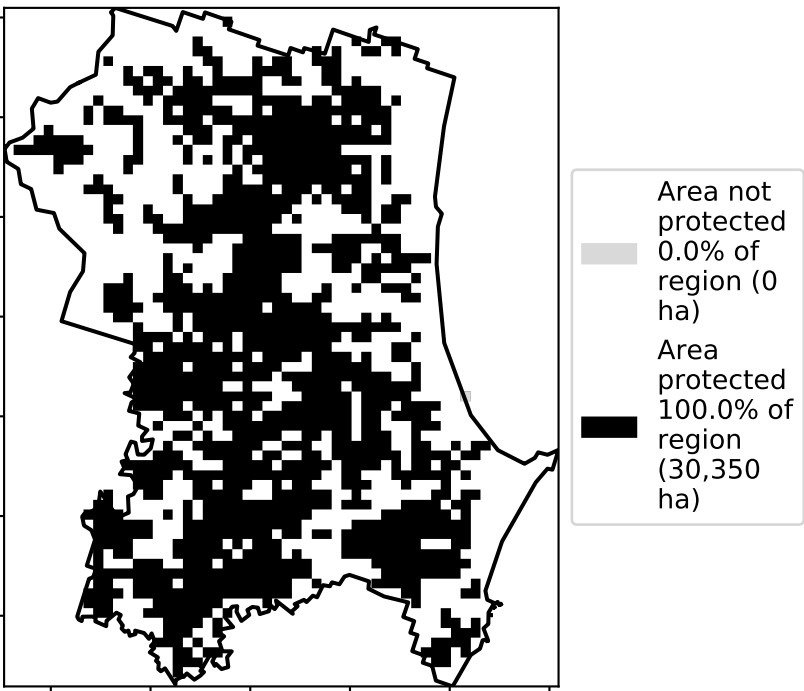 Area not
protected
0.0% of
region (0
ha)
Area
protected
100.0% of
region
(30,350
ha)